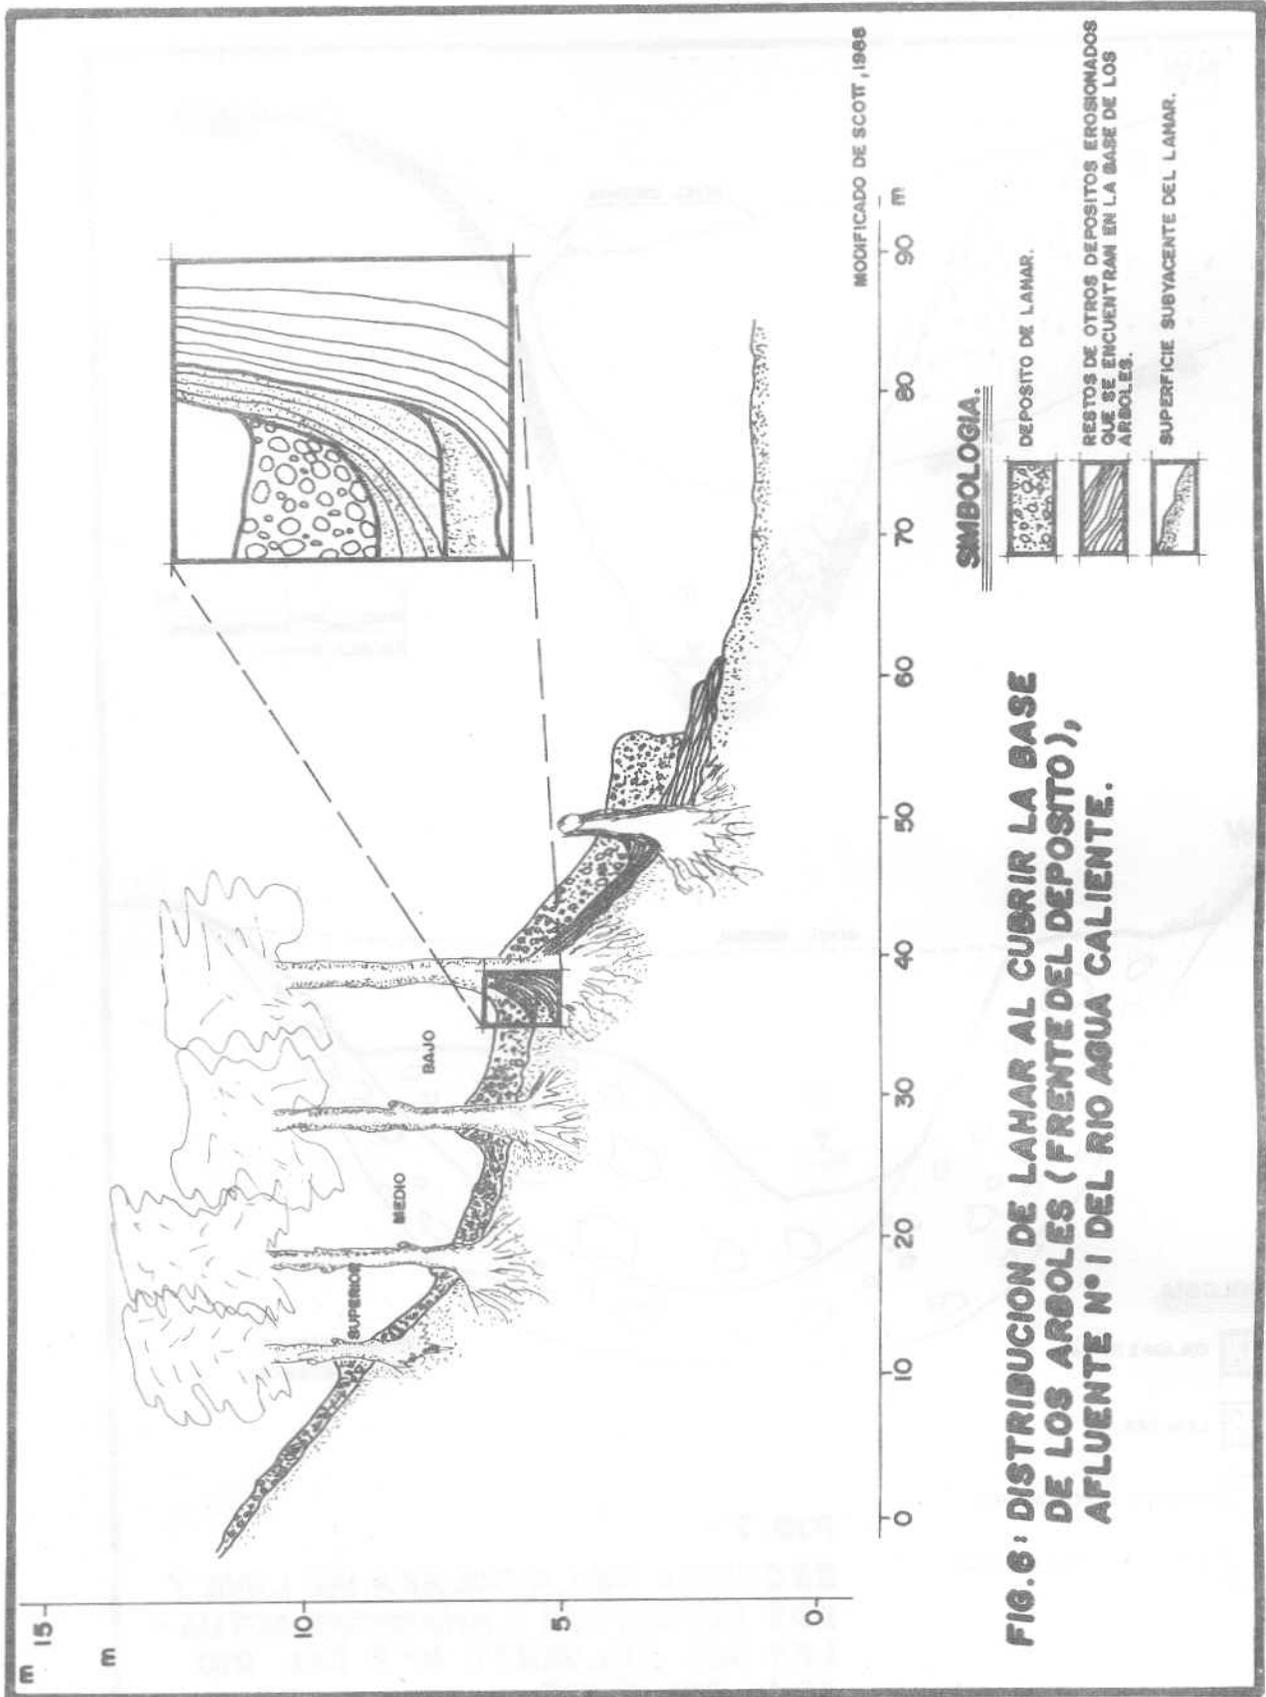 m
15
m
10
5
0
SUPERIOR
MEDIO
BAJO
0 10 20 30 40 50 60 70 80 90 m
MODIFICADO DE SCOTT, 1988
FIG. 6: DISTRIBUCION DE LAHAR AL CUBRIR LA BASE
DE LOS ARBOLES (FRENTE DEL DEPOSITO),
AFLUENTE Nº 1 DEL RIO AGUA CALIENTE.
SIMBOLOGIA.
DEPOSITO DE LAHAR.
RESTOS DE OTROS DEPOSITOS EROSIONADOS
QUE SE ENCUENTRAN EN LA BASE DE LOS
ARBOLES.
SUPERFICIE SUBYACENTE DEL LAHAR.